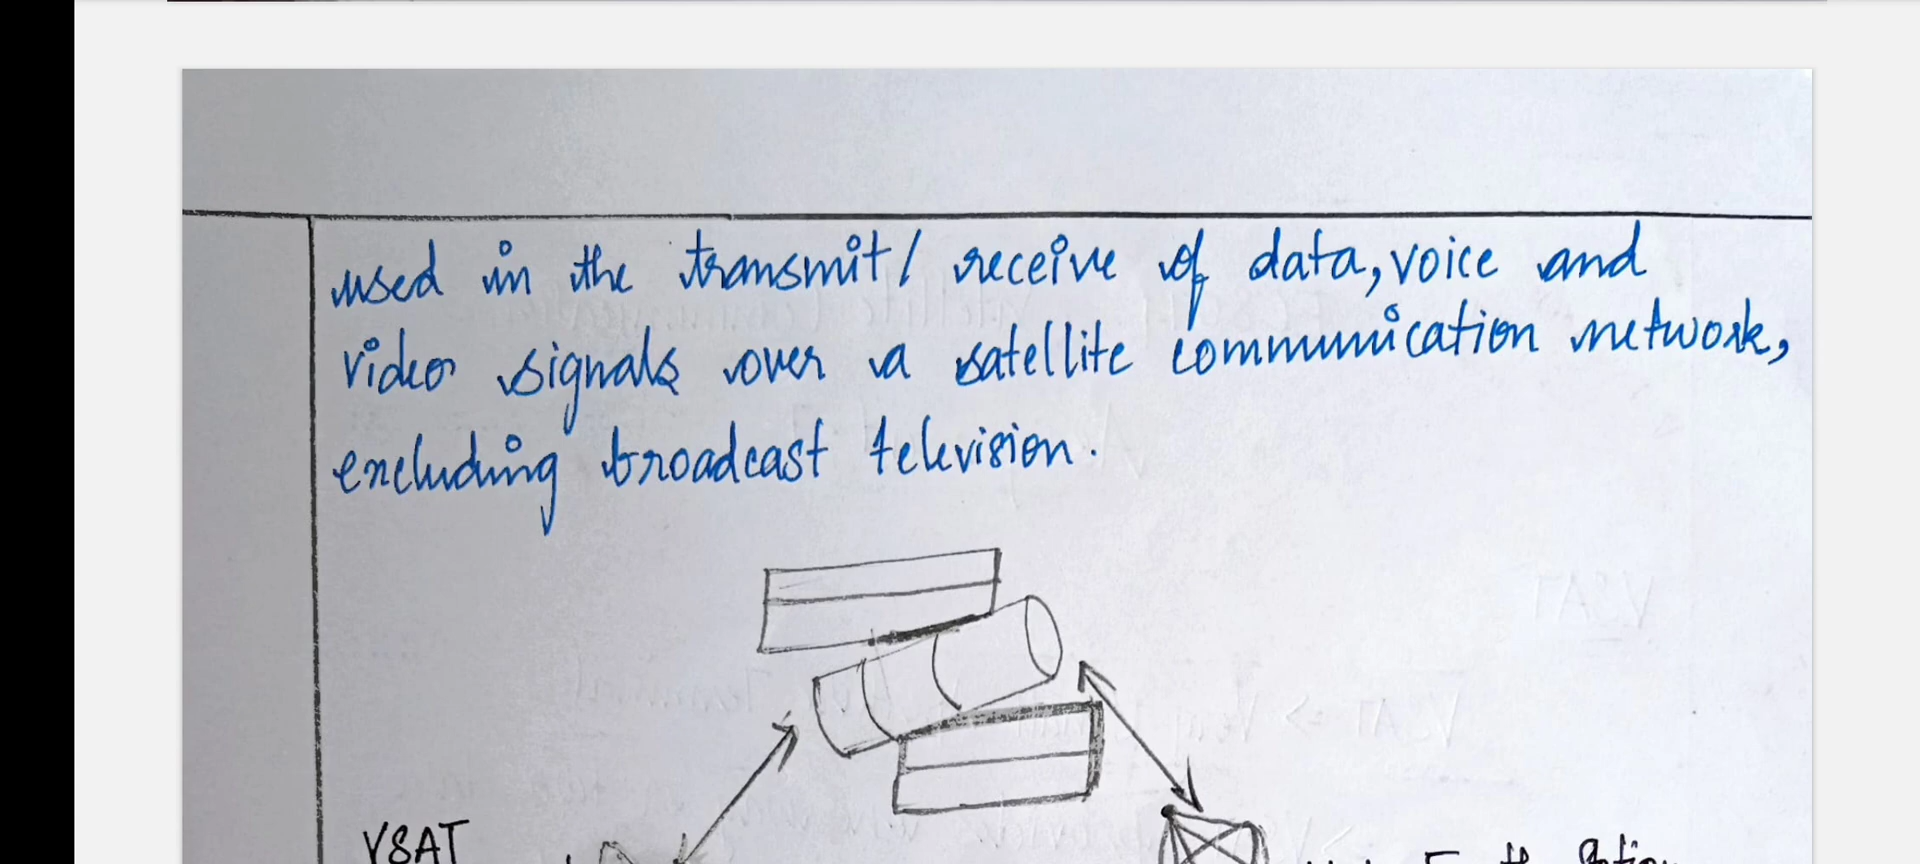 used in the transmit/ receive of data, voice and
video signals over a satellite communication network,
excluding broadcast television.
VSAT